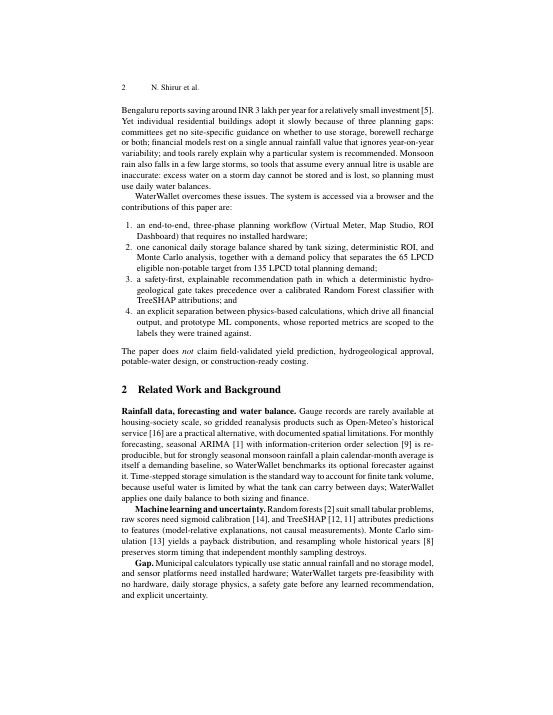 2 N. Shirur et al.
Bengaluru reports saving around INR 3 lakh per year for a relatively small investment [5].
Yet individual residential buildings adopt it slowly because of three planning gaps:
committees get no site-specific guidance on whether to use storage, borewell recharge
or both; financial models rest on a single annual rainfall value that ignores year-on-year
variability; and tools rarely explain why a particular system is recommended. Monsoon
rain also falls in a few large storms, so tools that assume every annual litre is usable are
inaccurate: excess water on a storm day cannot be stored and is lost, so planning must
use daily water balances.
WaterWallet overcomes these issues. The system is accessed via a browser and the
contributions of this paper are:
1. an end-to-end, three-phase planning workflow (Virtual Meter, Map Studio, ROI
Dashboard) that requires no installed hardware;
2. one canonical daily storage balance shared by tank sizing, deterministic ROI, and
Monte Carlo analysis, together with a demand policy that separates the 65 LPCD
eligible non-potable target from 135 LPCD total planning demand;
3. a safety-first, explainable recommendation path in which a deterministic hydro-
geological gate takes precedence over a calibrated Random Forest classifier with
TreeSHAP attributions; and
4. an explicit separation between physics-based calculations, which drive all financial
output, and prototype ML components, whose reported metrics are scoped to the
labels they were trained against.
The paper does not claim field-validated yield prediction, hydrogeological approval,
potable-water design, or construction-ready costing.
2 Related Work and Background
Rainfall data, forecasting and water balance. Gauge records are rarely available at
housing-society scale, so gridded reanalysis products such as Open-Meteo's historical
service [16] are a practical alternative, with documented spatial limitations. For monthly
forecasting, seasonal ARIMA [1] with information-criterion order selection [9] is re-
producible, but for strongly seasonal monsoon rainfall a plain calendar-month average is
itself a demanding baseline, so WaterWallet benchmarks its optional forecaster against
it. Time-stepped storage simulation is the standard way to account for finite tank volume,
because useful water is limited by what the tank can carry between days; WaterWallet
applies one daily balance to both sizing and finance.
Machine learning and uncertainty. Random forests [2] suit small tabular problems,
raw scores need sigmoid calibration [14], and TreeSHAP [12, 11] attributes predictions
to features (model-relative explanations, not causal measurements). Monte Carlo sim-
ulation [13] yields a payback distribution, and resampling whole historical years [8]
preserves storm timing that independent monthly sampling destroys.
Gap. Municipal calculators typically use static annual rainfall and no storage model,
and sensor platforms need installed hardware; WaterWallet targets pre-feasibility with
no hardware, daily storage physics, a safety gate before any learned recommendation,
and explicit uncertainty.